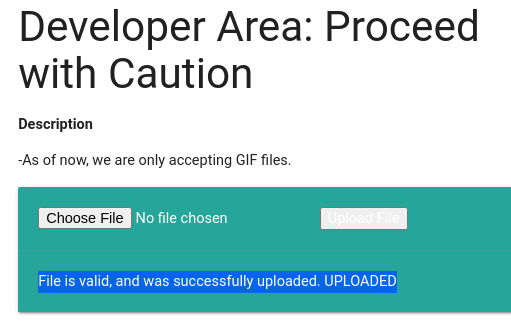 Developer Area: Proceed
with Caution
Description
-As of now, we are only accepting GIF files.
Choose File No file chosen Upload File
File is valid, and was successfully uploaded. UPLOADED